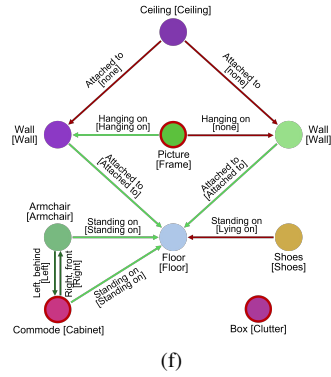 Ceiling [Ceiling]
Attached to
[none]
Attached to
[none]
Wall
[Wall]
Hanging on
[Hanging on]
Hanging on
[none]
Wall
[Wall]
Picture
[Frame]
Attached to
[Attached to]
Attached to
[Attached to]
Armchair
[Armchair]
Standing on
[Standing on]
Standing on
[Lying on]
Floor
[Floor]
Shoes
[Shoes]
Left, behind
[Left]
Right, front
[Right]
Standing on
[Standing on]
Commode [Cabinet]
Box [Clutter]
(f)